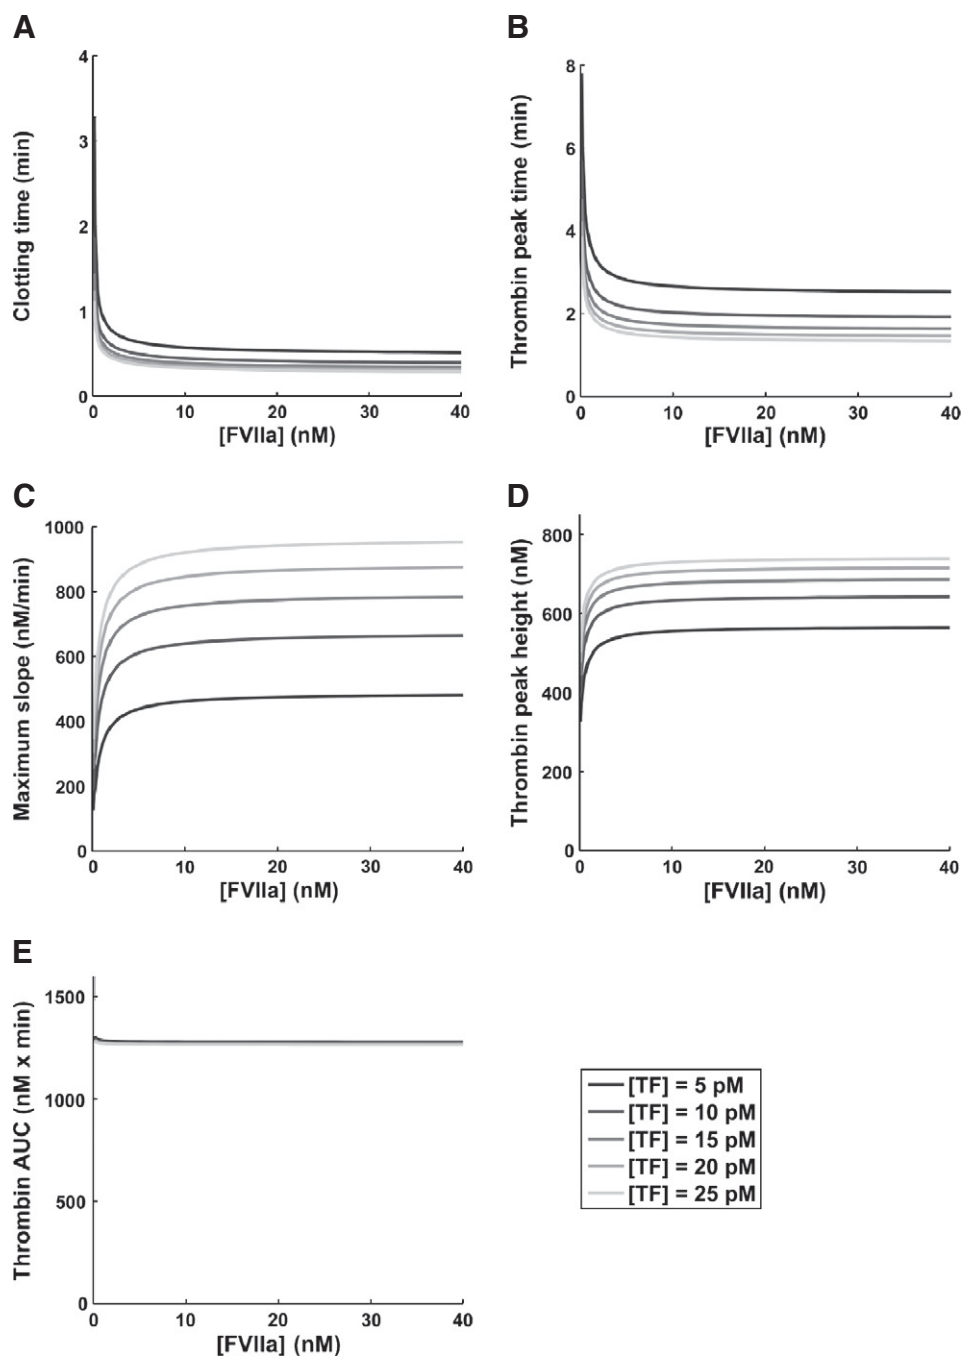 A
Clotting time (min)
4
3
2
1
0
0 10 20 30 40
[FVIIa] (nM)
B
Thrombin peak time (min)
8
6
4
2
0
0 10 20 30 40
[FVIIa] (nM)
C
Maximum slope (nM/min)
1000
800
600
400
200
0
0 10 20 30 40
[FVIIa] (nM)
D
Thrombin peak height (nM)
800
600
400
200
0
0 10 20 30 40
[FVIIa] (nM)
E
Thrombin AUC (nM x min)
1500
1000
500
0
0 10 20 30 40
[FVIIa] (nM)
[TF] = 5 pM
[TF] = 10 pM
[TF] = 15 pM
[TF] = 20 pM
[TF] = 25 pM